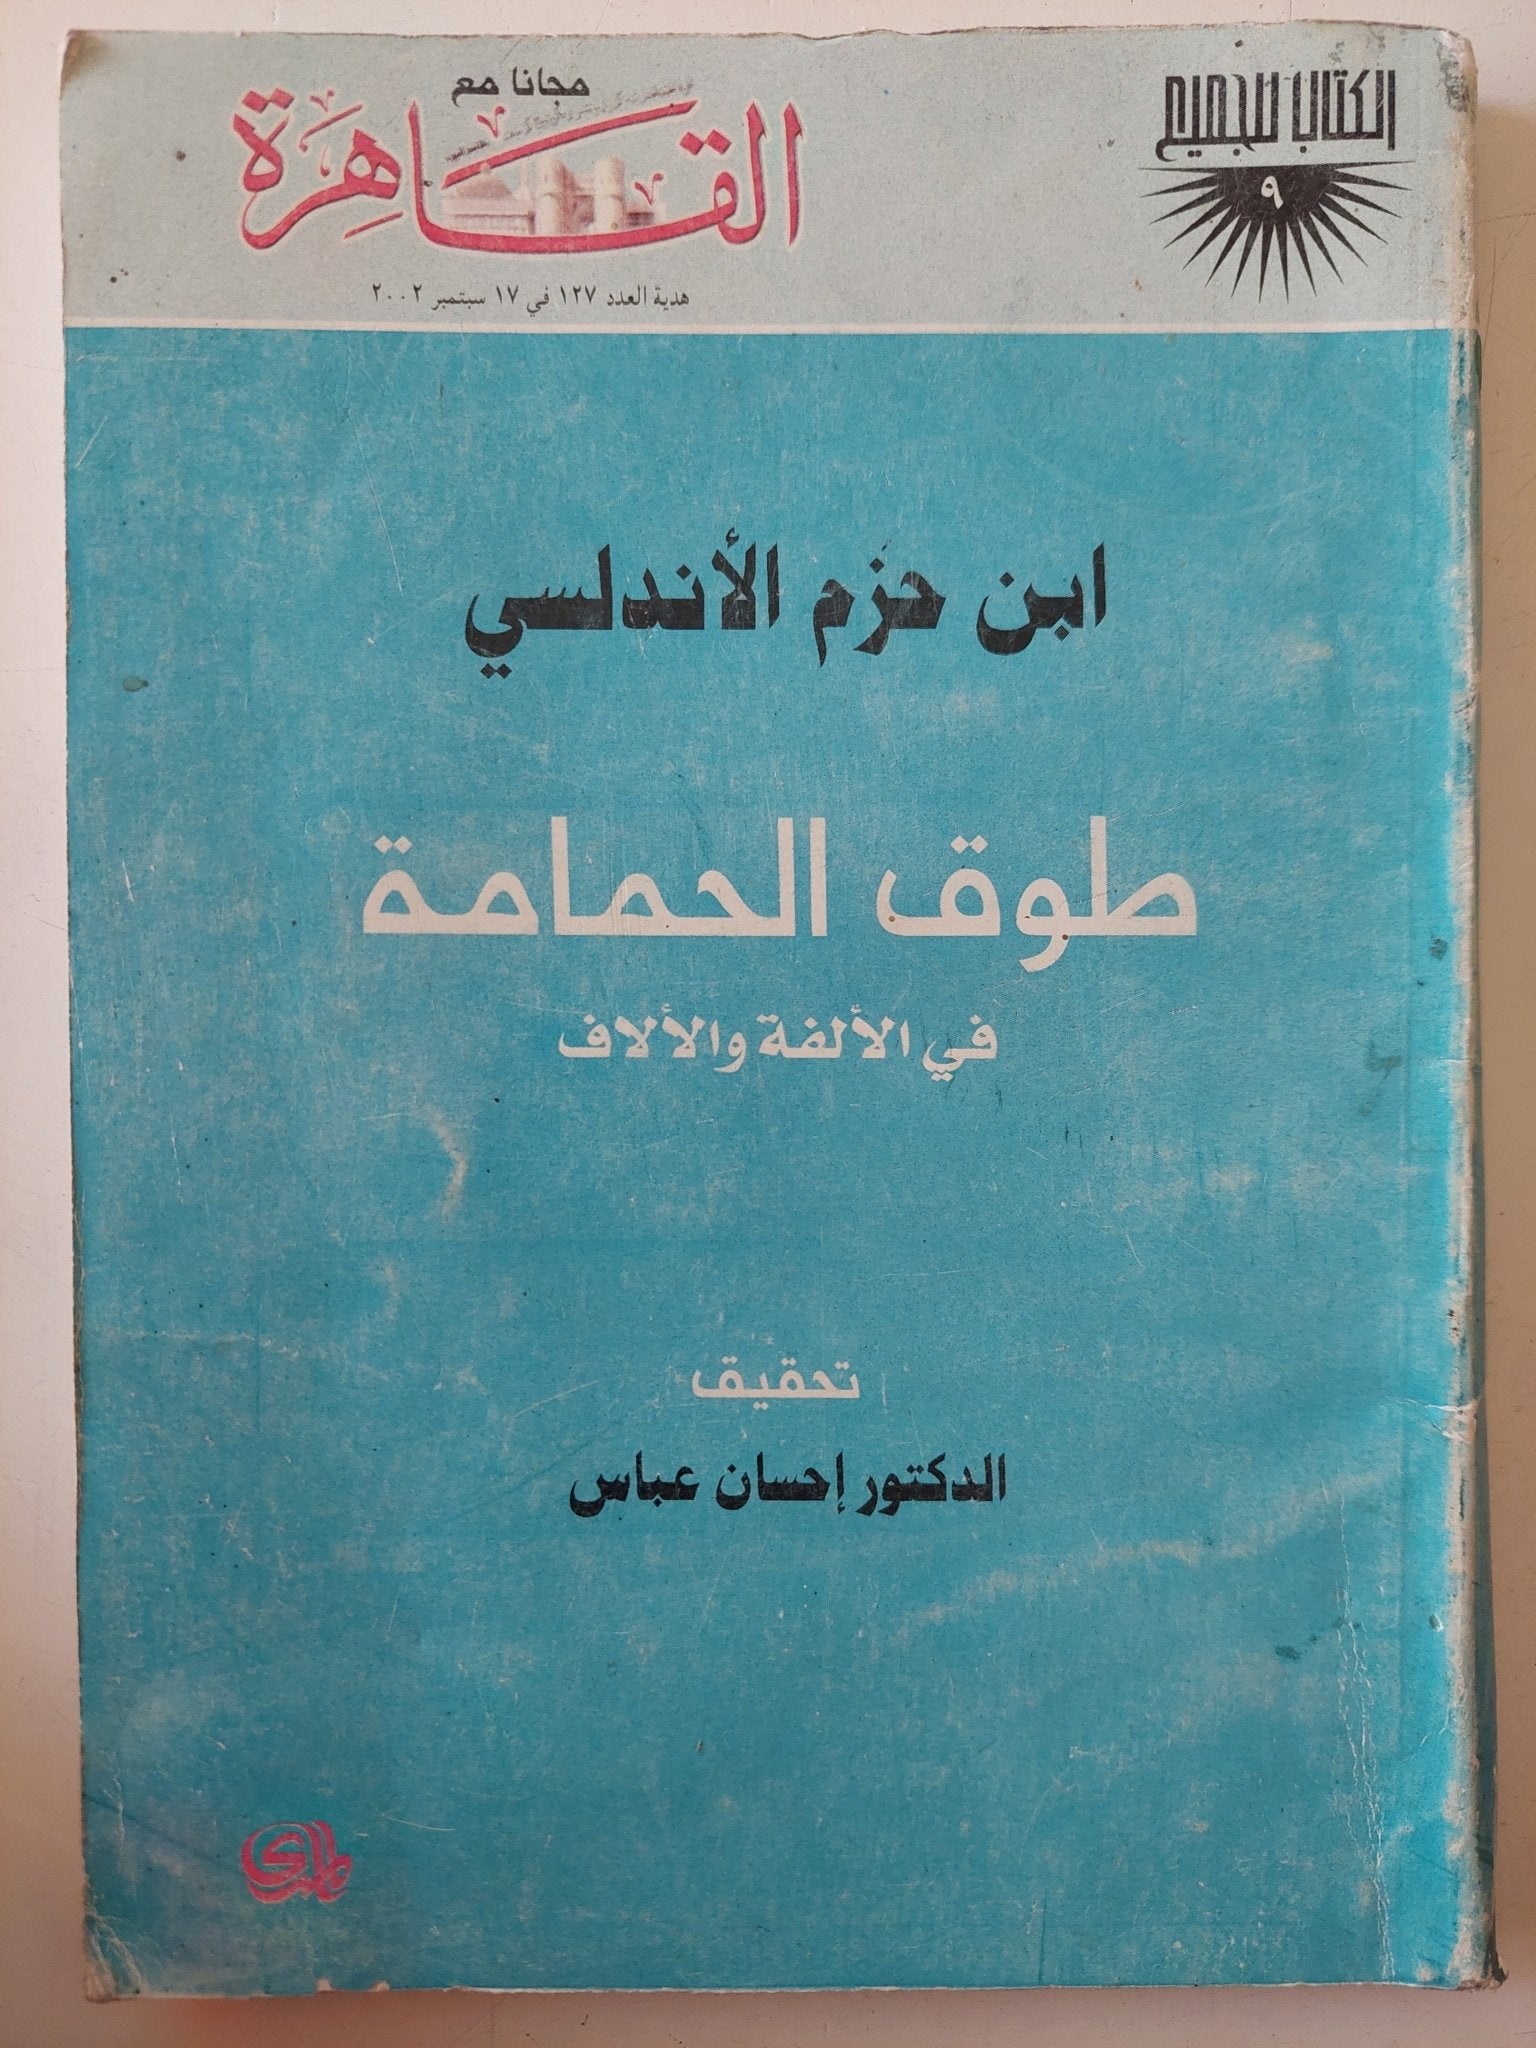 الكتاب للجميع
٩
مجانا مع
القاهرة
هدية العدد ١٢٧ في ١٧ سبتمبر ٢٠٠٢
ابن حزم الأندلسي
طوق الحمامة
في الألفة والألاف
تحقيق
الدكتور إحسان عباس
المدى